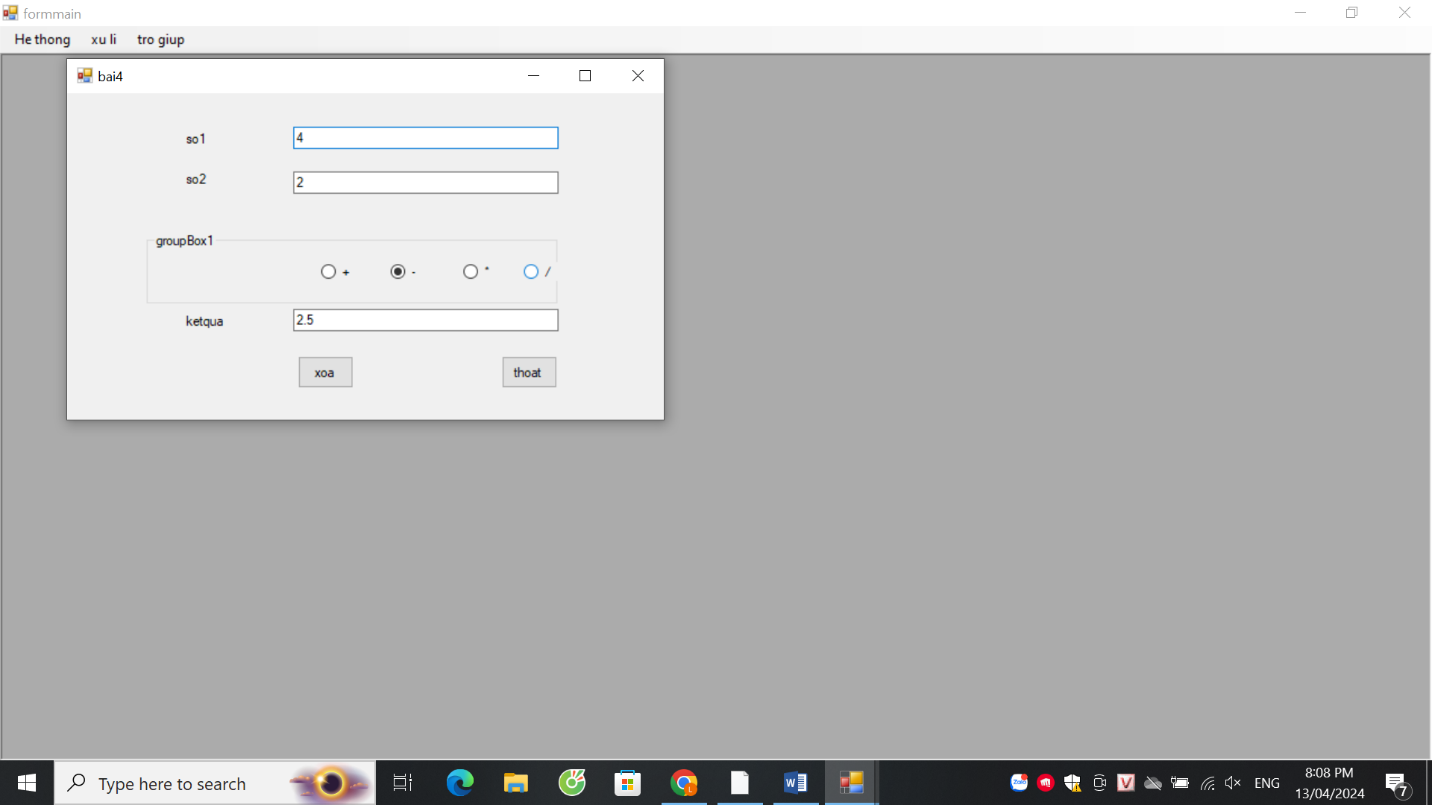 formmain
He thong xu li tro giup
bai4
so1 4
so2 2
groupBox1
+ - * /
ketqua 2.5
xoa thoat
Type here to search
Zalo V ENG 8:08 PM
13/04/2024 7